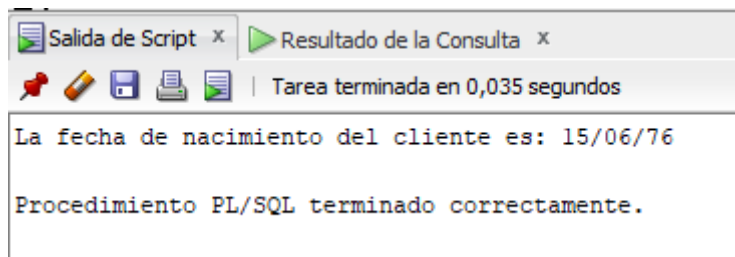 Salida de Script x Resultado de la Consulta x
Tarea terminada en 0,035 segundos
La fecha de nacimiento del cliente es: 15/06/76
Procedimiento PL/SQL terminado correctamente.